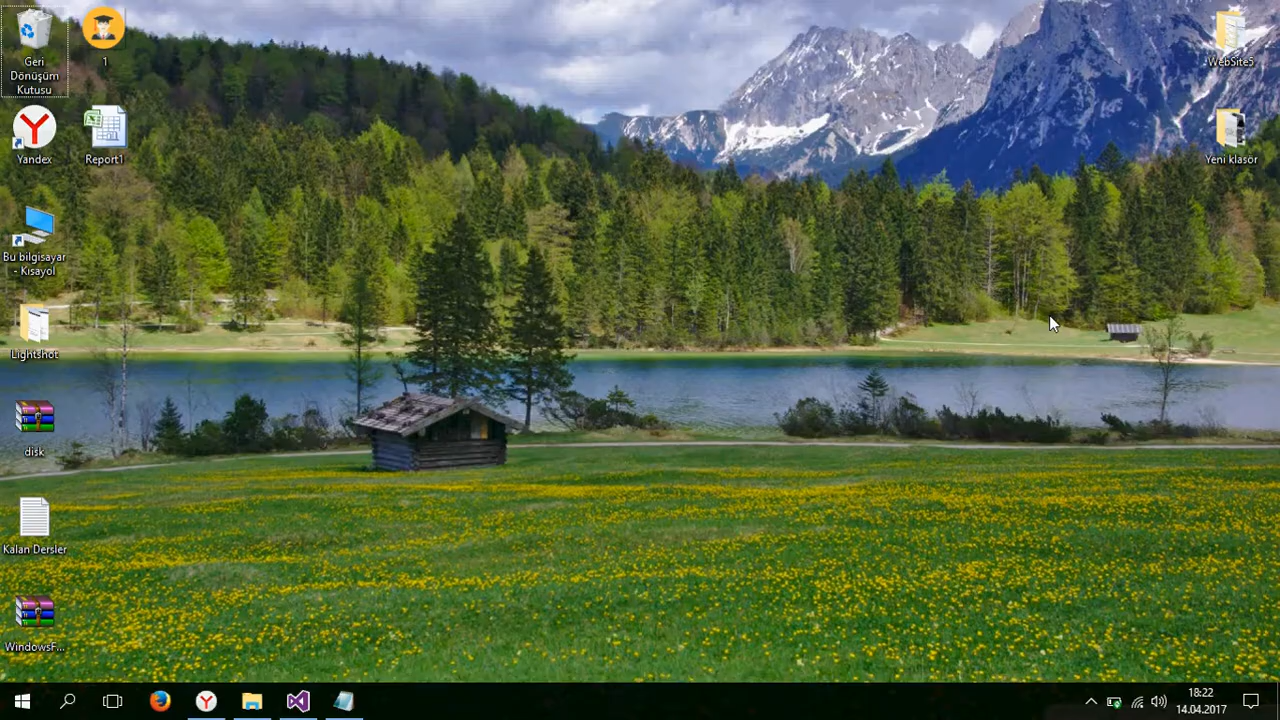 Geri
Dönüşüm
Kutusu
1
WebSite5
Yandex
Report1
Yeni klasör
Bu bilgisayar
- Kısayol
Lightshot
disk
Kalan Dersler
WindowsF...
18:22
14.04.2017